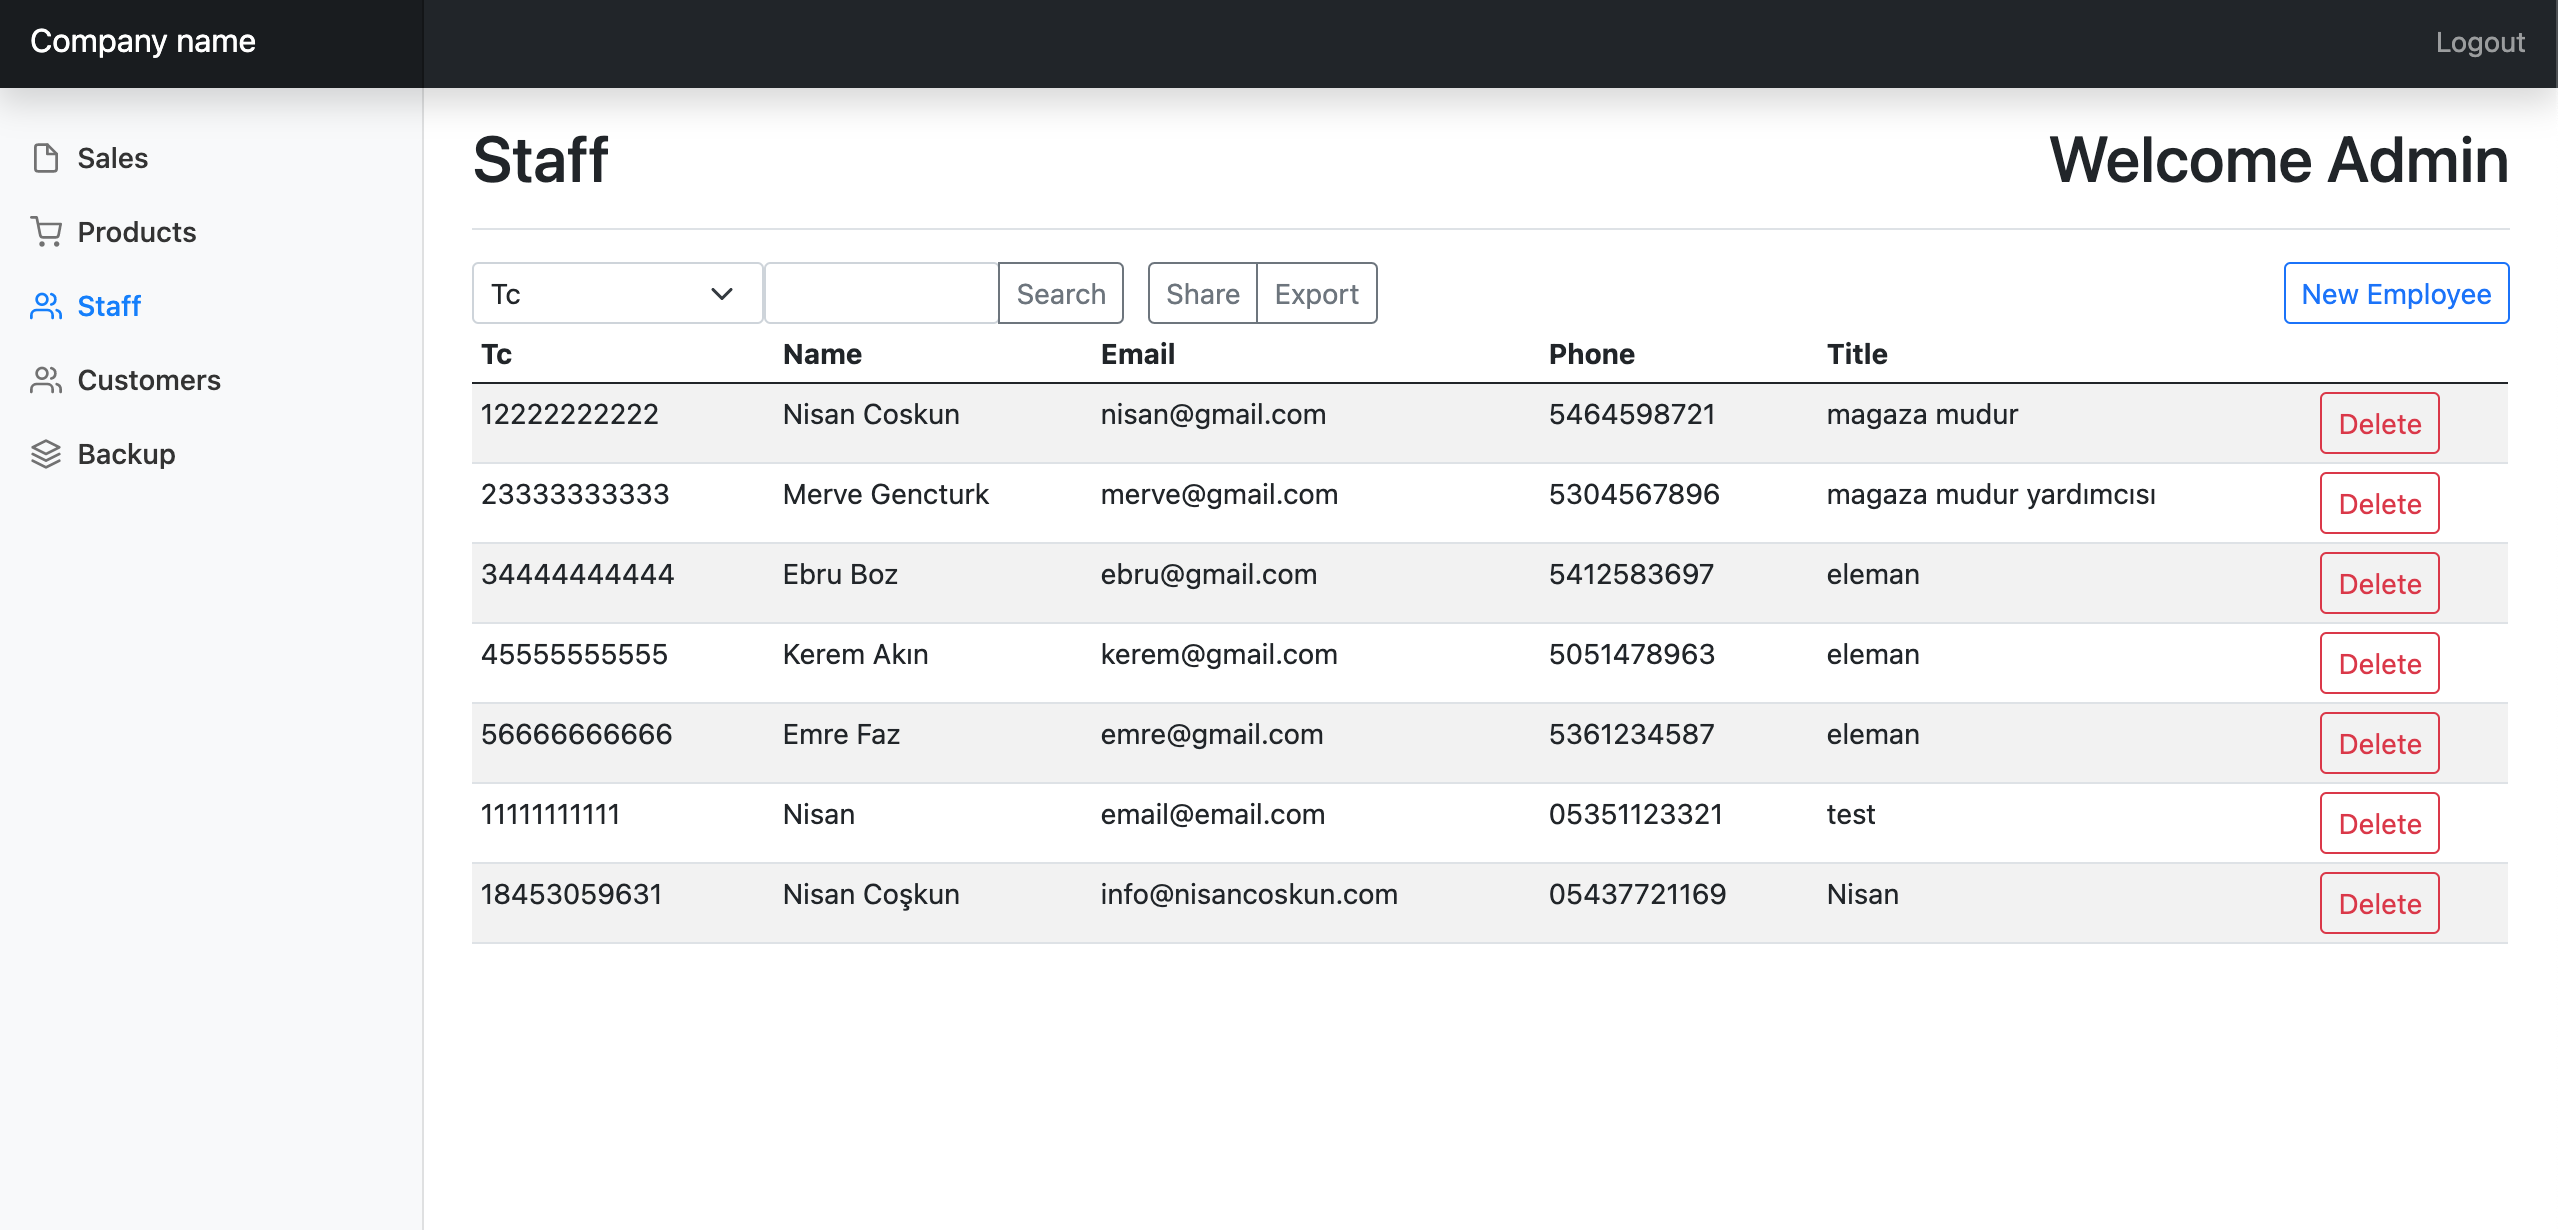 Company name Logout
Sales
Products
Staff
Customers
Backup
Staff Welcome Admin
Tc Search Share Export New Employee
Tc Name Email Phone Title
12222222222 Nisan Coskun nisan@gmail.com 5464598721 magaza mudur Delete
23333333333 Merve Gencturk merve@gmail.com 5304567896 magaza mudur yardımcısı Delete
34444444444 Ebru Boz ebru@gmail.com 5412583697 eleman Delete
45555555555 Kerem Akın kerem@gmail.com 5051478963 eleman Delete
56666666666 Emre Faz emre@gmail.com 5361234587 eleman Delete
11111111111 Nisan email@email.com 05351123321 test Delete
18453059631 Nisan Coşkun info@nisancoskun.com 05437721169 Nisan Delete